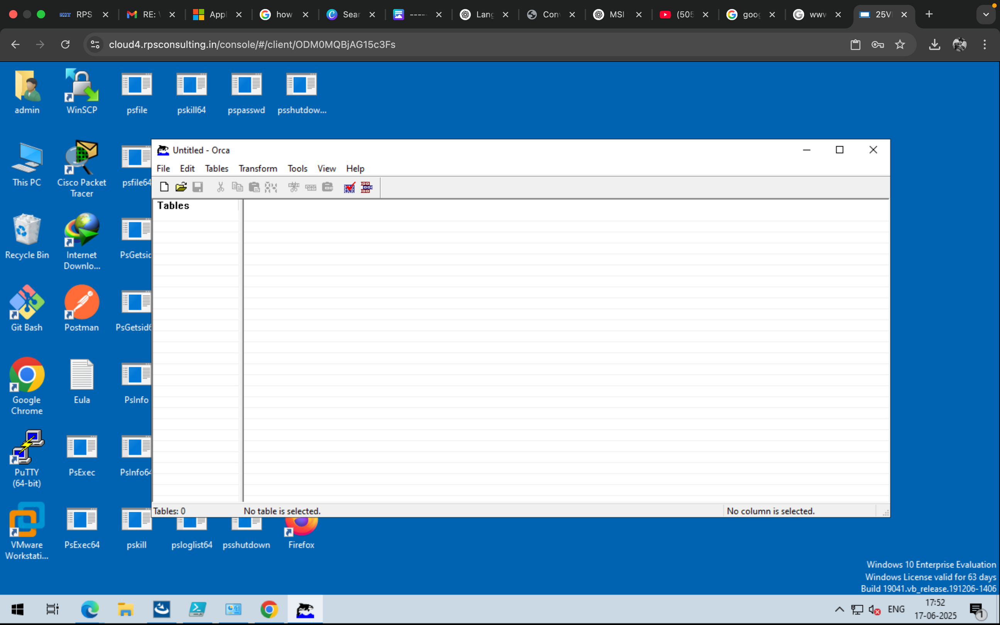 RPS
RE: \
Appl
how
Sear
-----
Lang
Con
MSI
(505
goog
www
25V
cloud4.rpsconsulting.in/console/#/client/ODM0MQBjAG15c3Fs
admin
WinSCP
psfile
pskill64
pspasswd
psshutdow...
This PC
Cisco Packet
Tracer
psfile64
Untitled - Orca
File Edit Tables Transform Tools View Help
Tables
Recycle Bin
Internet
Downlo...
PsGetsid
Git Bash
Postman
PsGetsid6
Google
Chrome
Eula
PsInfo
PuTTY
(64-bit)
PsExec
PsInfo64
Tables: 0
No table is selected.
No column is selected.
VMware
Workstati...
PsExec64
pskill
psloglist64
psshutdown
Firefox
Windows 10 Enterprise Evaluation
Windows License valid for 63 days
Build 19041.vb_release.191206-1406
ENG
17:52
17-06-2025
1